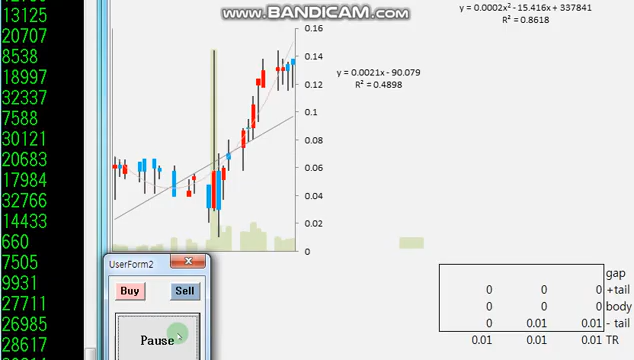 www.BANDICAM.com
13125
20707
8538
18997
32337
7588
30121
20683
17984
32766
14433
660
7505
9931
27711
26985
28617
y = 0.0002x² - 15.416x + 337841
R² = 0.8618
0.16
0.14
0.12
0.1
0.08
0.06
0.04
0.02
0
y = 0.0021x - 90.079
R² = 0.4898
UserForm2
Buy Sell
Pause
gap
0 0 0 +tail
0 0 0 body
0 0.01 0.01 - tail
0.01 0.01 0.01 TR